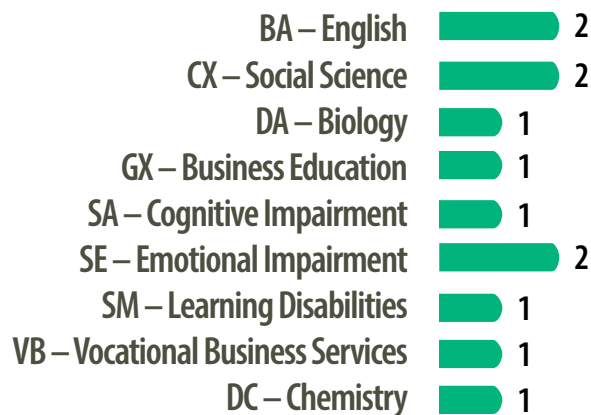 BA – English 2
CX – Social Science 2
DA – Biology 1
GX – Business Education 1
SA – Cognitive Impairment 1
SE – Emotional Impairment 2
SM – Learning Disabilities 1
VB – Vocational Business Services 1
DC – Chemistry 1